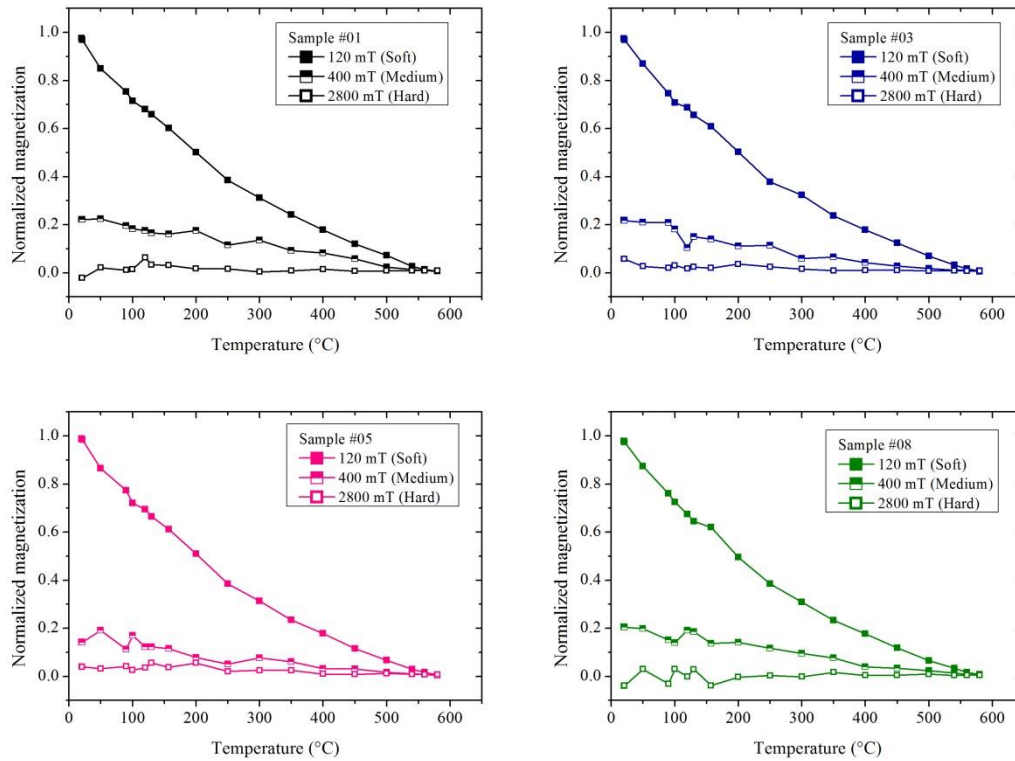 Sample #01
120 mT (Soft)
400 mT (Medium)
2800 mT (Hard)
Normalized magnetization
1.0
0.8
0.6
0.4
0.2
0.0
0 100 200 300 400 500 600
Temperature (°C)
Sample #03
120 mT (Soft)
400 mT (Medium)
2800 mT (Hard)
Normalized magnetization
1.0
0.8
0.6
0.4
0.2
0.0
0 100 200 300 400 500 600
Temperature (°C)
Sample #05
120 mT (Soft)
400 mT (Medium)
2800 mT (Hard)
Normalized magnetization
1.0
0.8
0.6
0.4
0.2
0.0
0 100 200 300 400 500 600
Temperature (°C)
Sample #08
120 mT (Soft)
400 mT (Medium)
2800 mT (Hard)
Normalized magnetization
1.0
0.8
0.6
0.4
0.2
0.0
0 100 200 300 400 500 600
Temperature (°C)